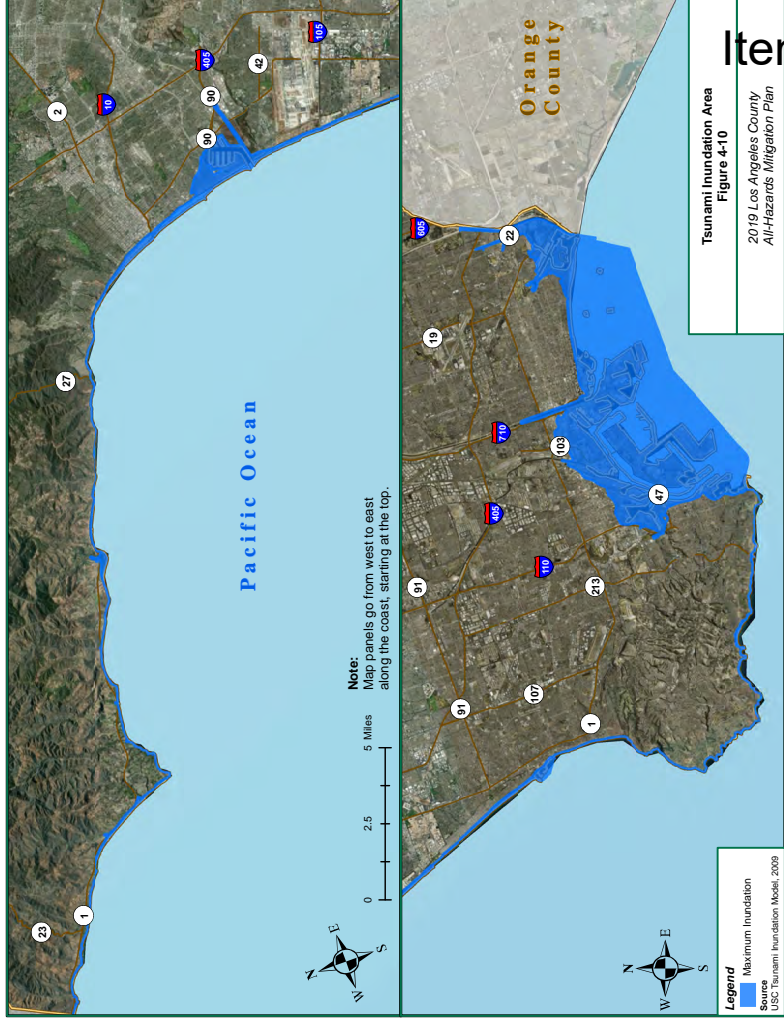 2
10
405
90
90
42
105
27
Pacific Ocean
23
1
Note:
Map panels go from west to east
along the coast, starting at the top.
0 2.5 5 Miles
N
E
S
W
Orange
County
605
22
19
710
103
47
405
110
91
213
91
107
1
N
W E
S
Tsunami Inundation Area
Figure 4-10
2019 Los Angeles County
All-Hazards Mitigation Plan
Legend
Maximum Inundation
Source
USC Tsunami Inundation Model, 2009